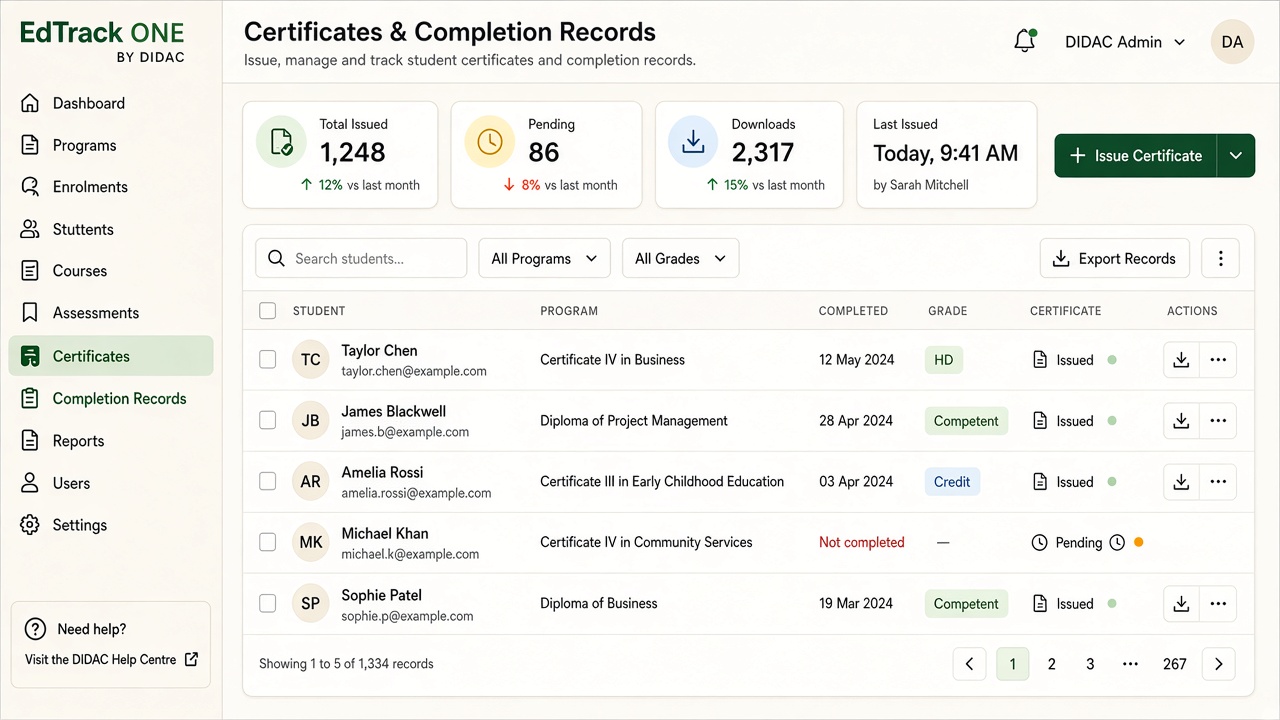 EdTrack ONE
BY DIDAC
Dashboard
Programs
Enrolments
Stuttents
Courses
Assessments
Certificates
Completion Records
Reports
Users
Settings
Need help?
Visit the DIDAC Help Centre
Certificates & Completion Records
Issue, manage and track student certificates and completion records.
DIDAC Admin
DA
Total Issued
1,248
12% vs last month
Pending
86
8% vs last month
Downloads
2,317
15% vs last month
Last Issued
Today, 9:41 AM
by Sarah Mitchell
Issue Certificate
Search students...
All Programs
All Grades
Export Records
STUDENT PROGRAM COMPLETED GRADE CERTIFICATE ACTIONS
TC Taylor Chen
taylor.chen@example.com
Certificate IV in Business 12 May 2024 HD Issued
JB James Blackwell
james.b@example.com
Diploma of Project Management 28 Apr 2024 Competent Issued
AR Amelia Rossi
amelia.rossi@example.com
Certificate III in Early Childhood Education 03 Apr 2024 Credit Issued
MK Michael Khan
michael.k@example.com
Certificate IV in Community Services Not completed — Pending
SP Sophie Patel
sophie.p@example.com
Diploma of Business 19 Mar 2024 Competent Issued
Showing 1 to 5 of 1,334 records
1 2 3 ••• 267